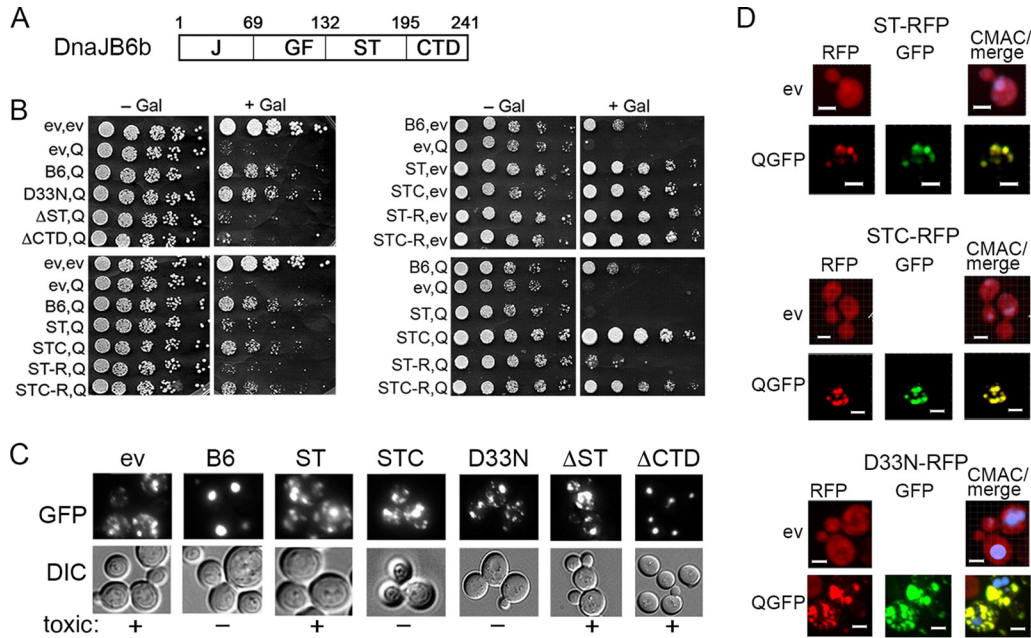 A
1 69 132 195 241
DnaJB6b J GF ST CTD
B
– Gal + Gal
ev,ev
ev,Q
B6,Q
D33N,Q
ΔST,Q
ΔCTD,Q
ev,ev
ev,Q
B6,Q
ST,Q
STC,Q
ST-R,Q
STC-R,Q
– Gal + Gal
B6,ev
ev,Q
ST,ev
STC,ev
ST-R,ev
STC-R,ev
B6,Q
ev,Q
ST,Q
STC,Q
ST-R,Q
STC-R,Q
C
ev B6 ST STC D33N ΔST ΔCTD
GFP
DIC
toxic: + – + – – + +
D
ST-RFP
RFP GFP CMAC/
merge
ev
QGFP
STC-RFP
RFP GFP CMAC/
merge
ev
QGFP
D33N-RFP
RFP GFP CMAC/
merge
ev
QGFP